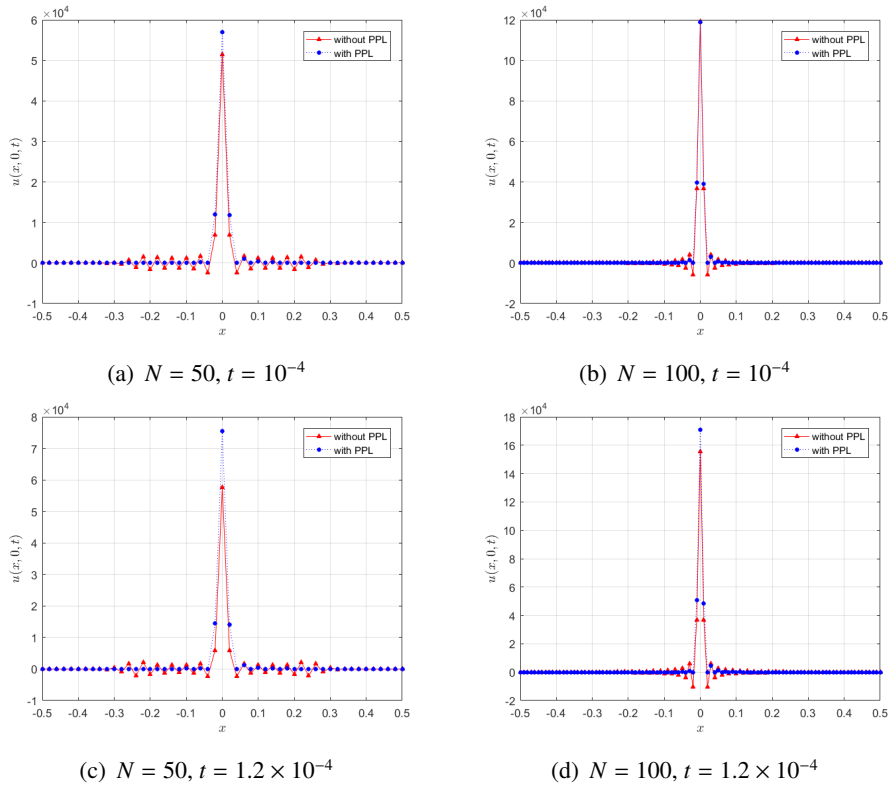 ×10⁴
6
5
4
3
2
1
0
-1
-0.5 -0.4 -0.3 -0.2 -0.1 0 0.1 0.2 0.3 0.4 0.5
x
u(x, 0, t)
without PPL
with PPL
(a) N = 50, t = 10⁻⁴
×10⁴
12
10
8
6
4
2
0
-2
-0.5 -0.4 -0.3 -0.2 -0.1 0 0.1 0.2 0.3 0.4 0.5
x
u(x, 0, t)
without PPL
with PPL
(b) N = 100, t = 10⁻⁴
×10⁴
8
7
6
5
4
3
2
1
0
-1
-0.5 -0.4 -0.3 -0.2 -0.1 0 0.1 0.2 0.3 0.4 0.5
x
u(x, 0, t)
without PPL
with PPL
(c) N = 50, t = 1.2 × 10⁻⁴
×10⁴
18
16
14
12
10
8
6
4
2
0
-2
-0.5 -0.4 -0.3 -0.2 -0.1 0 0.1 0.2 0.3 0.4 0.5
x
u(x, 0, t)
without PPL
with PPL
(d) N = 100, t = 1.2 × 10⁻⁴